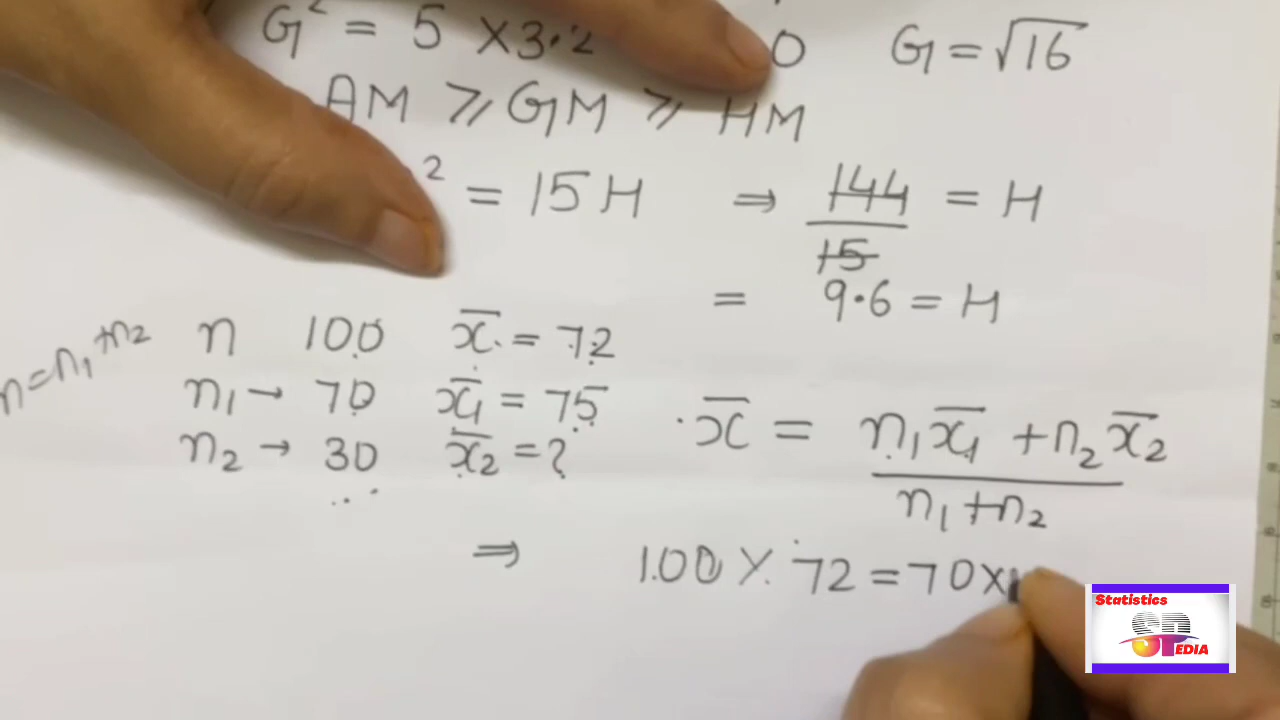 G² = 5 × 3.2 0 G = √16
AM ⩾ GM ⩾ HM
² = 15 H ⇒ 144/15 = H
= 9.6 = H
n = n₁ + n₂
n 100 x̄ = 72
n₁ → 70 x̄₁ = 75
n₂ → 30 x̄₂ = ?
x̄ = (n₁x̄₁ + n₂x̄₂)/(n₁ + n₂)
⇒ 100 × 72 = 70 ×
Statistics
PEDIA